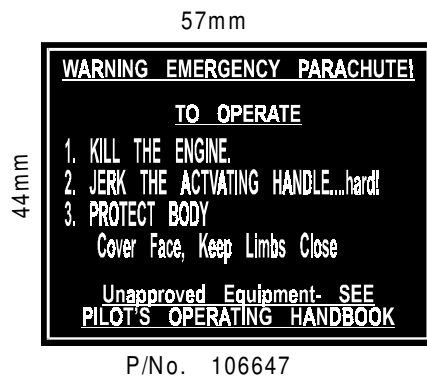 57mm
WARNING EMERGENCY PARACHUTE!
TO OPERATE
1. KILL THE ENGINE.
2. JERK THE ACTVATING HANDLE....hard!
3. PROTECT BODY
Cover Face, Keep Limbs Close
Unapproved Equipment- SEE
PILOT'S OPERATING HANDBOOK
44mm
P/No. 106647